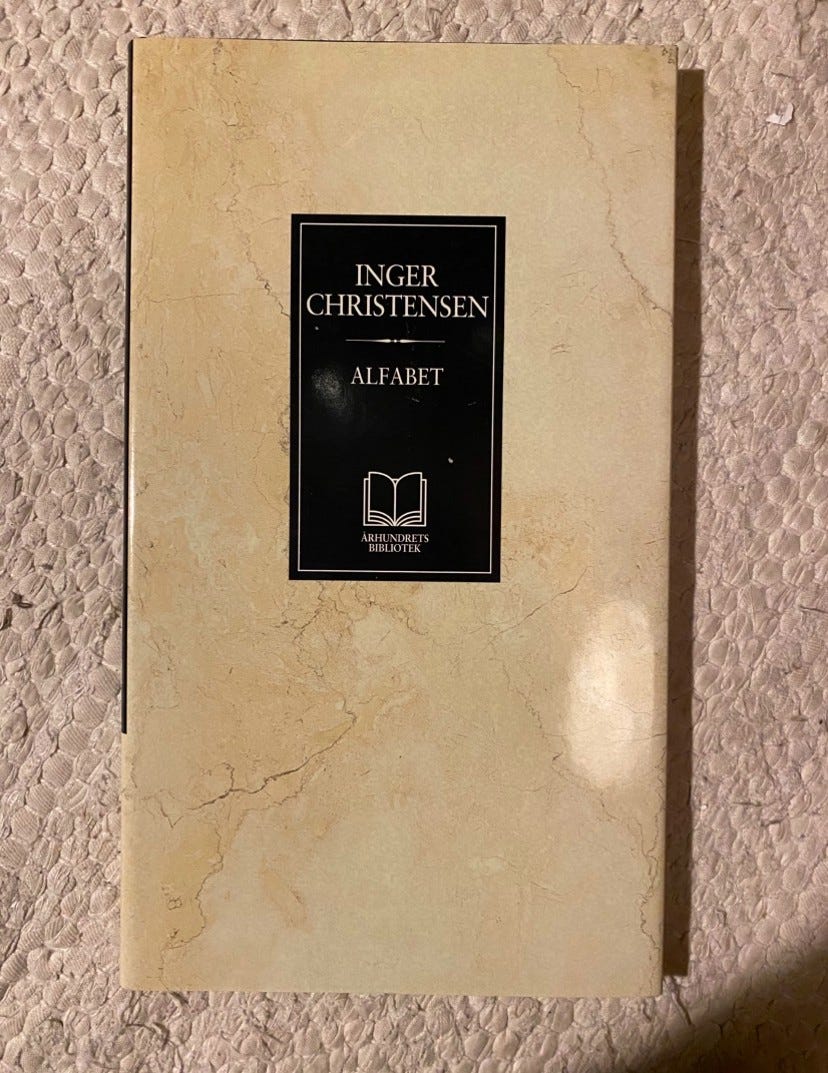 INGER
CHRISTENSEN
ALFABET
ÅRHUNDRETS
BIBLIOTEK